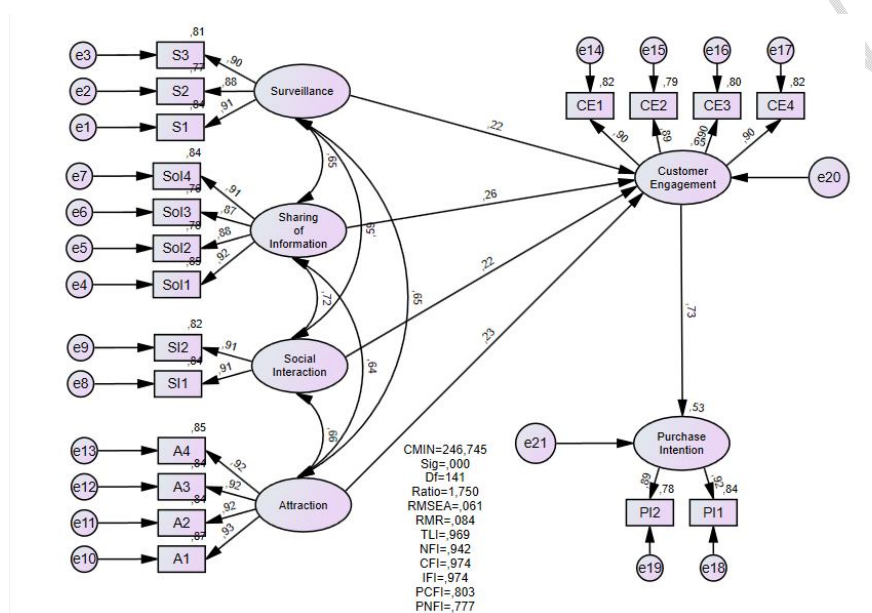 e3
S3
,81
,90
e2
S2
,77
,88
e1
S1
,84
,91
Surveillance
e7
SoI4
,84
,91
e6
SoI3
,76
,87
e5
SoI2
,78
,88
e4
SoI1
,85
,92
Sharing
of
Information
e9
SI2
,82
,91
e8
SI1
,84
,91
Social
Interaction
e13
A4
,85
,92
e12
A3
,84
,92
e11
A2
,84
,92
e10
A1
,87
,93
Attraction
,65
,65
,65
,72
,64
,66
,22
,26
,22
,23
e14
e15
e16
e17
,82
,79
,80
,82
CE1
CE2
CE3
CE4
,90
,89
,90
,90
,65
Customer
Engagement
e20
,73
,53
e21
Purchase
Intention
,89
,78
,92
,84
PI2
PI1
e19
e18
CMIN=246,745
Sig=,000
Df=141
Ratio=1,750
RMSEA=,061
RMR=,084
TLI=,969
NFI=,942
CFI=,974
IFI=,974
PCFI=,803
PNFI=,777